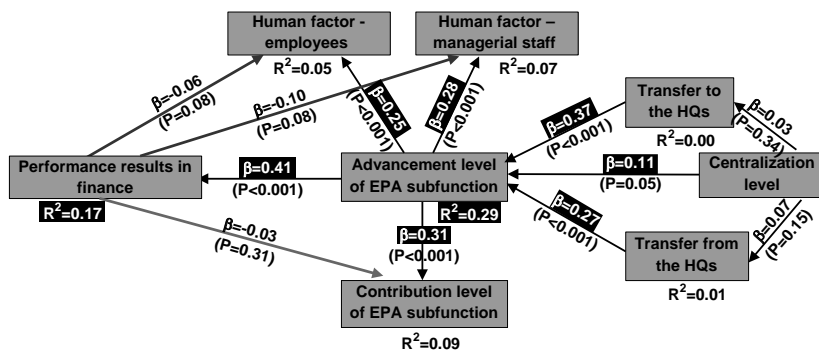 Human factor -
employees
R²=0.05
Human factor –
managerial staff
R²=0.07
β=-0.06
(P=0.08)
β=-0.10
(P=0.08)
β=0.25
(P<0.001)
β=0.28
(P<0.001)
Transfer to
the HQs
R²=0.00
β=0.37
(P<0.001)
β=0.03
(P=0.34)
Performance results in
finance
R²=0.17
β=0.41
(P<0.001)
Advancement level
of EPA subfunction
R²=0.29
β=0.11
(P=0.05)
Centralization
level
β=-0.03
(P=0.31)
β=0.31
(P<0.001)
β=0.27
(P<0.001)
β=0.07
(P=0.15)
Transfer from
the HQs
R²=0.01
Contribution level
of EPA subfunction
R²=0.09